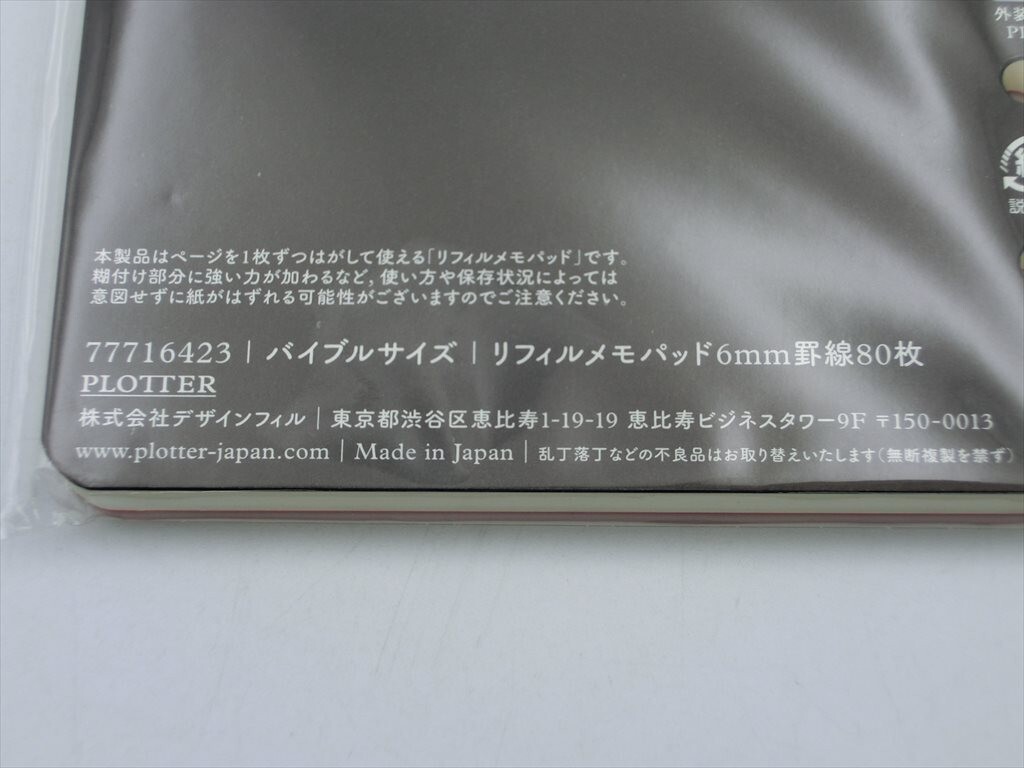 外装
本製品はページを1枚ずつはがして使える「リフィルメモパッド」です。
糊付け部分に強い力が加わるなど、使い方や保存状況によっては
意図せずに紙がはずれる可能性がございますのでご注意ください。
77716423 | バイブルサイズ | リフィルメモパッド6mm罫線80枚
PLOTTER
株式会社デザインフィル | 東京都渋谷区恵比寿1-19-19 恵比寿ビジネスタワー9F 〒150-0013
www.plotter-japan.com | Made in Japan | 乱丁落丁などの不良品はお取り替えいたします(無断複製を禁ず)